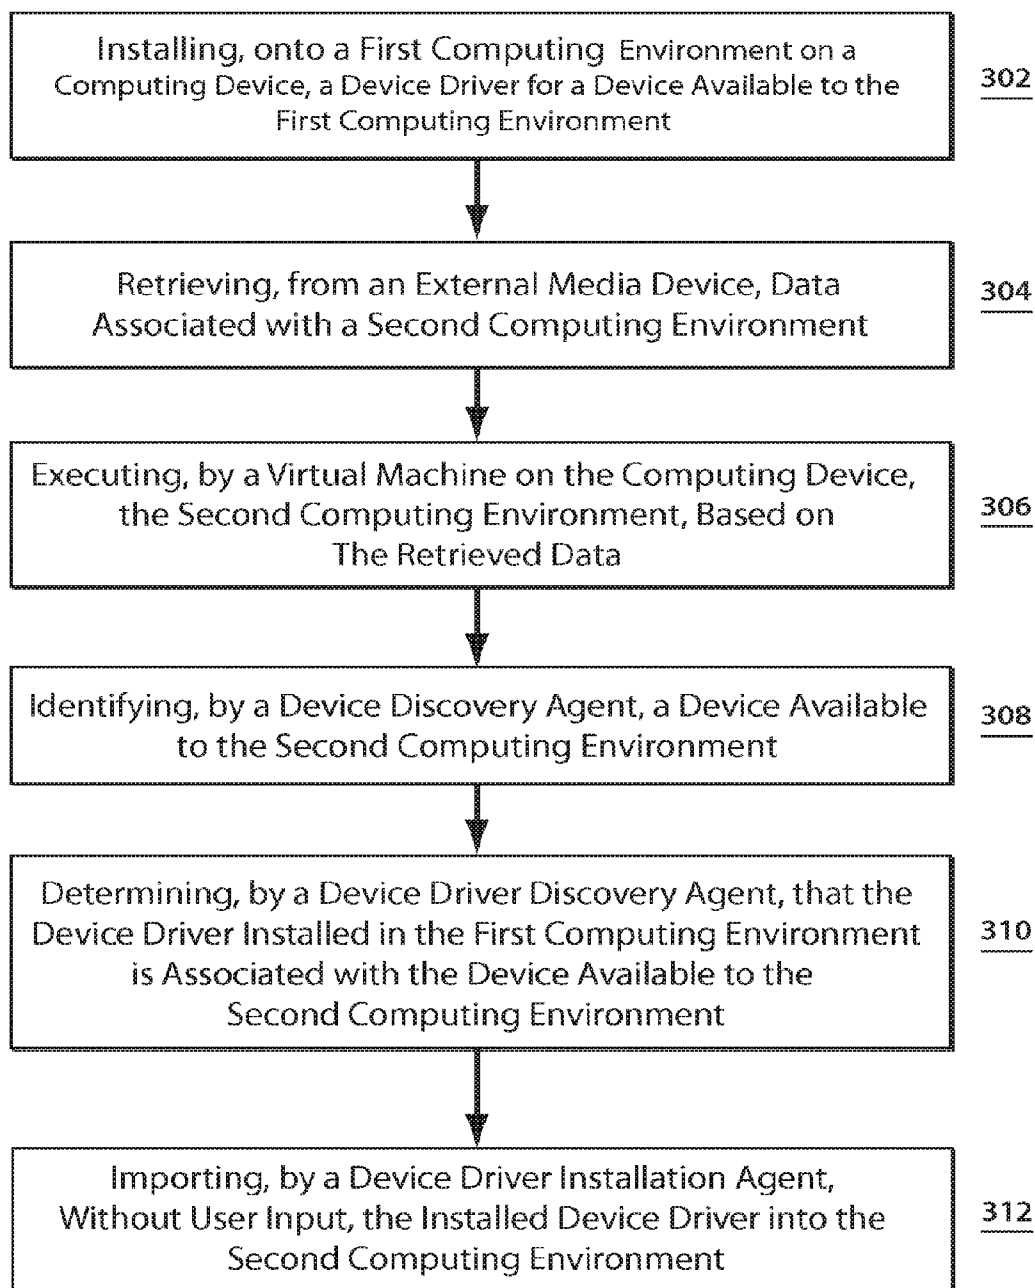 Installing, onto a First Computing Environment on a
Computing Device, a Device Driver for a Device Available to the
First Computing Environment
302
Retrieving, from an External Media Device, Data
Associated with a Second Computing Environment
304
Executing, by a Virtual Machine on the Computing Device,
the Second Computing Environment, Based on
The Retrieved Data
306
Identifying, by a Device Discovery Agent, a Device Available
to the Second Computing Environment
308
Determining, by a Device Driver Discovery Agent, that the
Device Driver Installed in the First Computing Environment
is Associated with the Device Available to the
Second Computing Environment
310
Importing, by a Device Driver Installation Agent,
Without User Input, the Installed Device Driver into the
Second Computing Environment
312